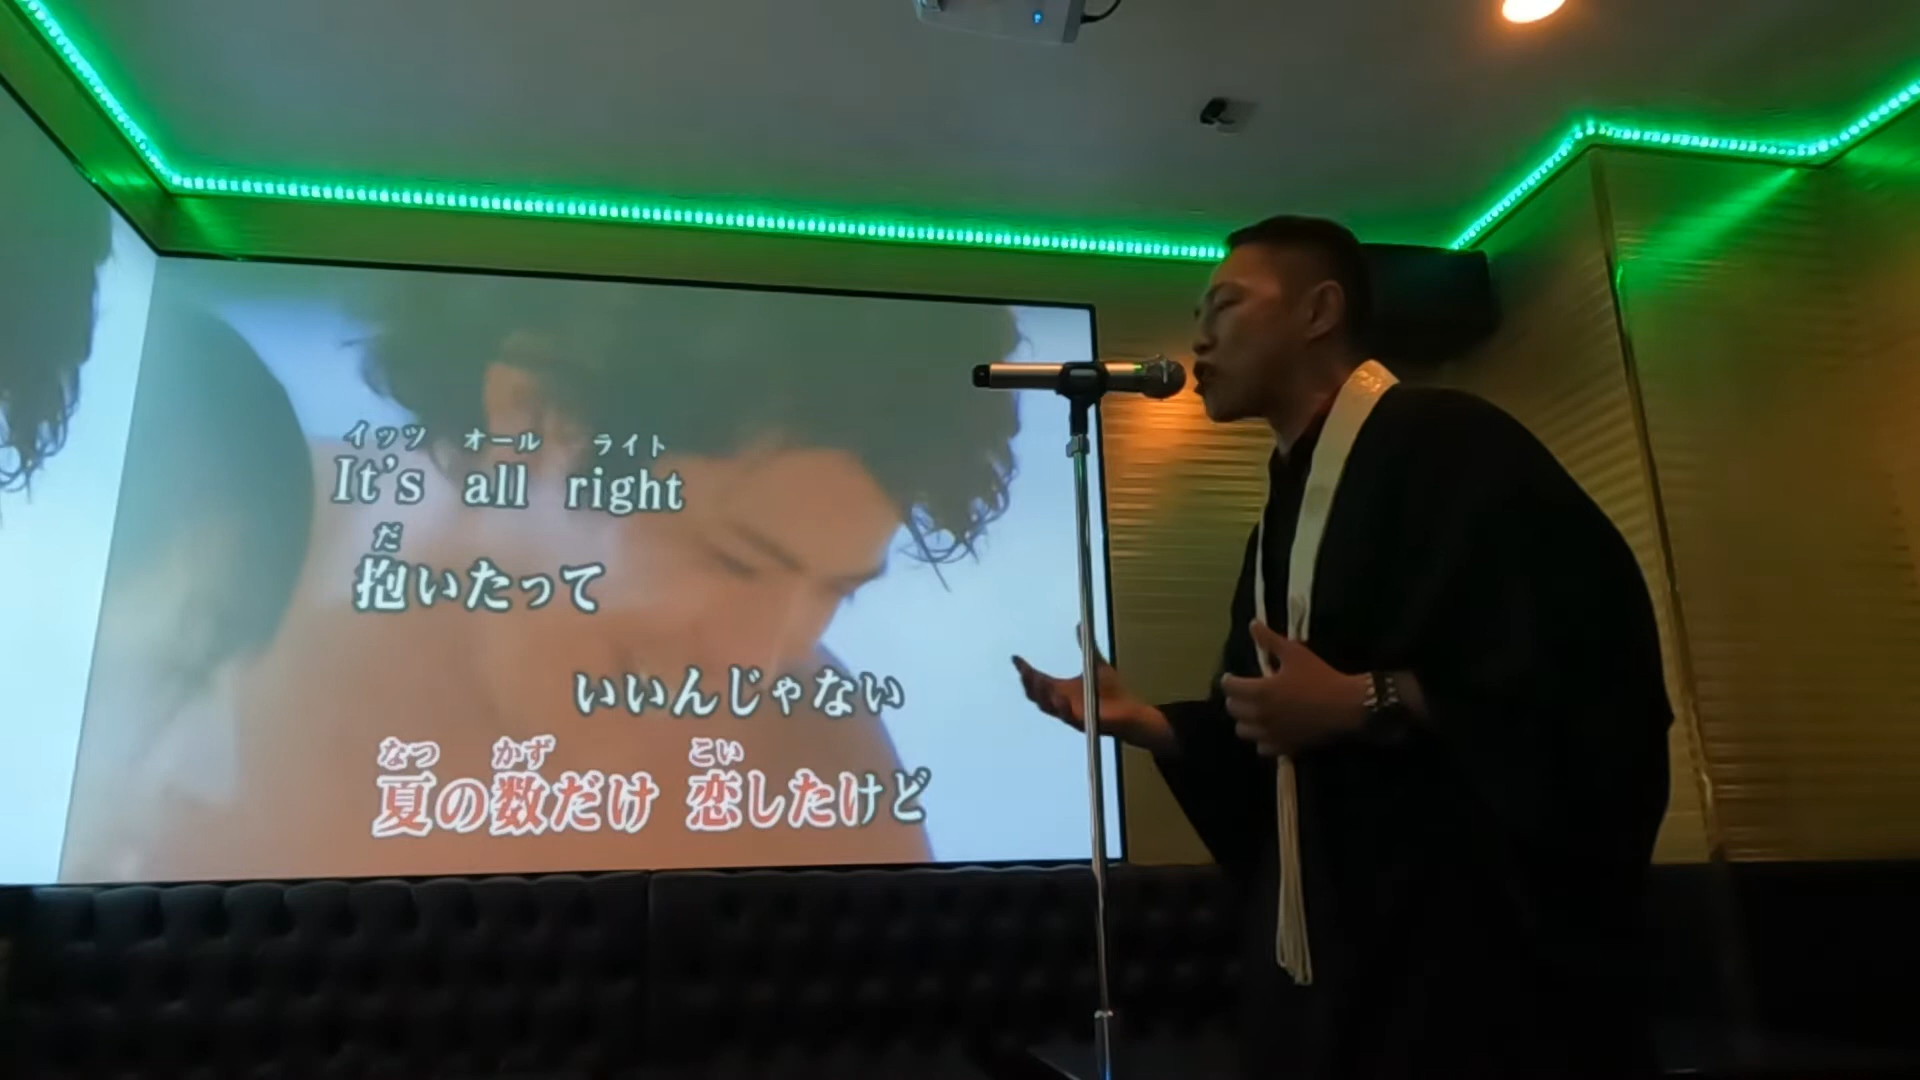 イッツ オール ライト
It's all right
だ
抱いたって
いいんじゃない
なつ かず こい
夏の数だけ 恋したけど